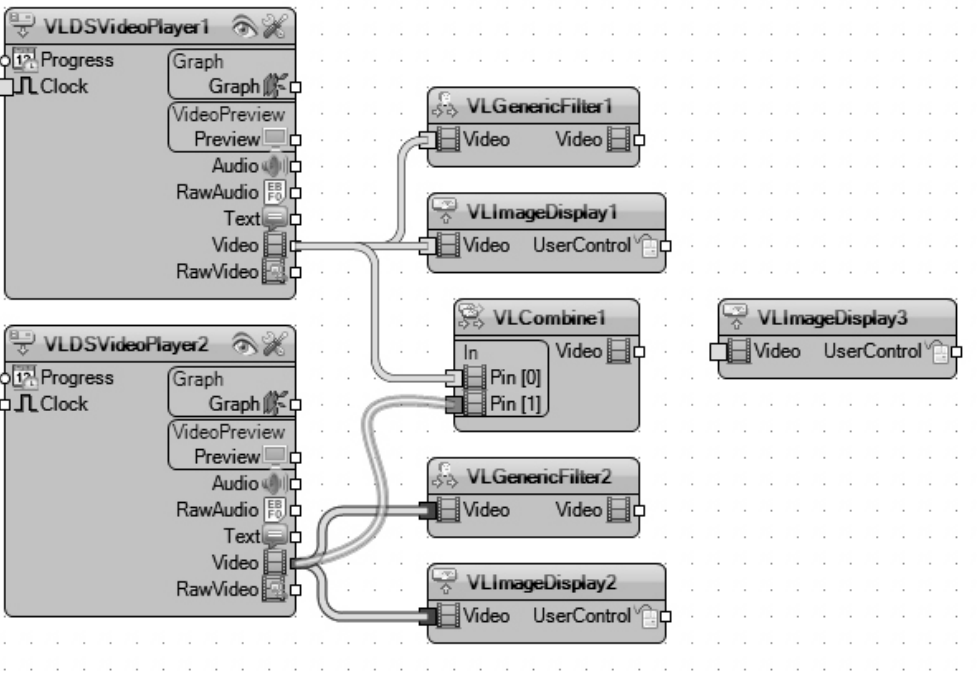 VLDSVideoPlayer1
Progress
Clock
Graph
Graph
VideoPreview
Preview
Audio
RawAudio
Text
Video
RawVideo
VLGenericFilter1
Video Video
VLImageDisplay1
Video UserControl
VLCombine1
In
Video
Pin [0]
Pin [1]
VLImageDisplay3
Video UserControl
VLDSVideoPlayer2
Progress
Clock
Graph
Graph
VideoPreview
Preview
Audio
RawAudio
Text
Video
RawVideo
VLGenericFilter2
Video Video
VLImageDisplay2
Video UserControl